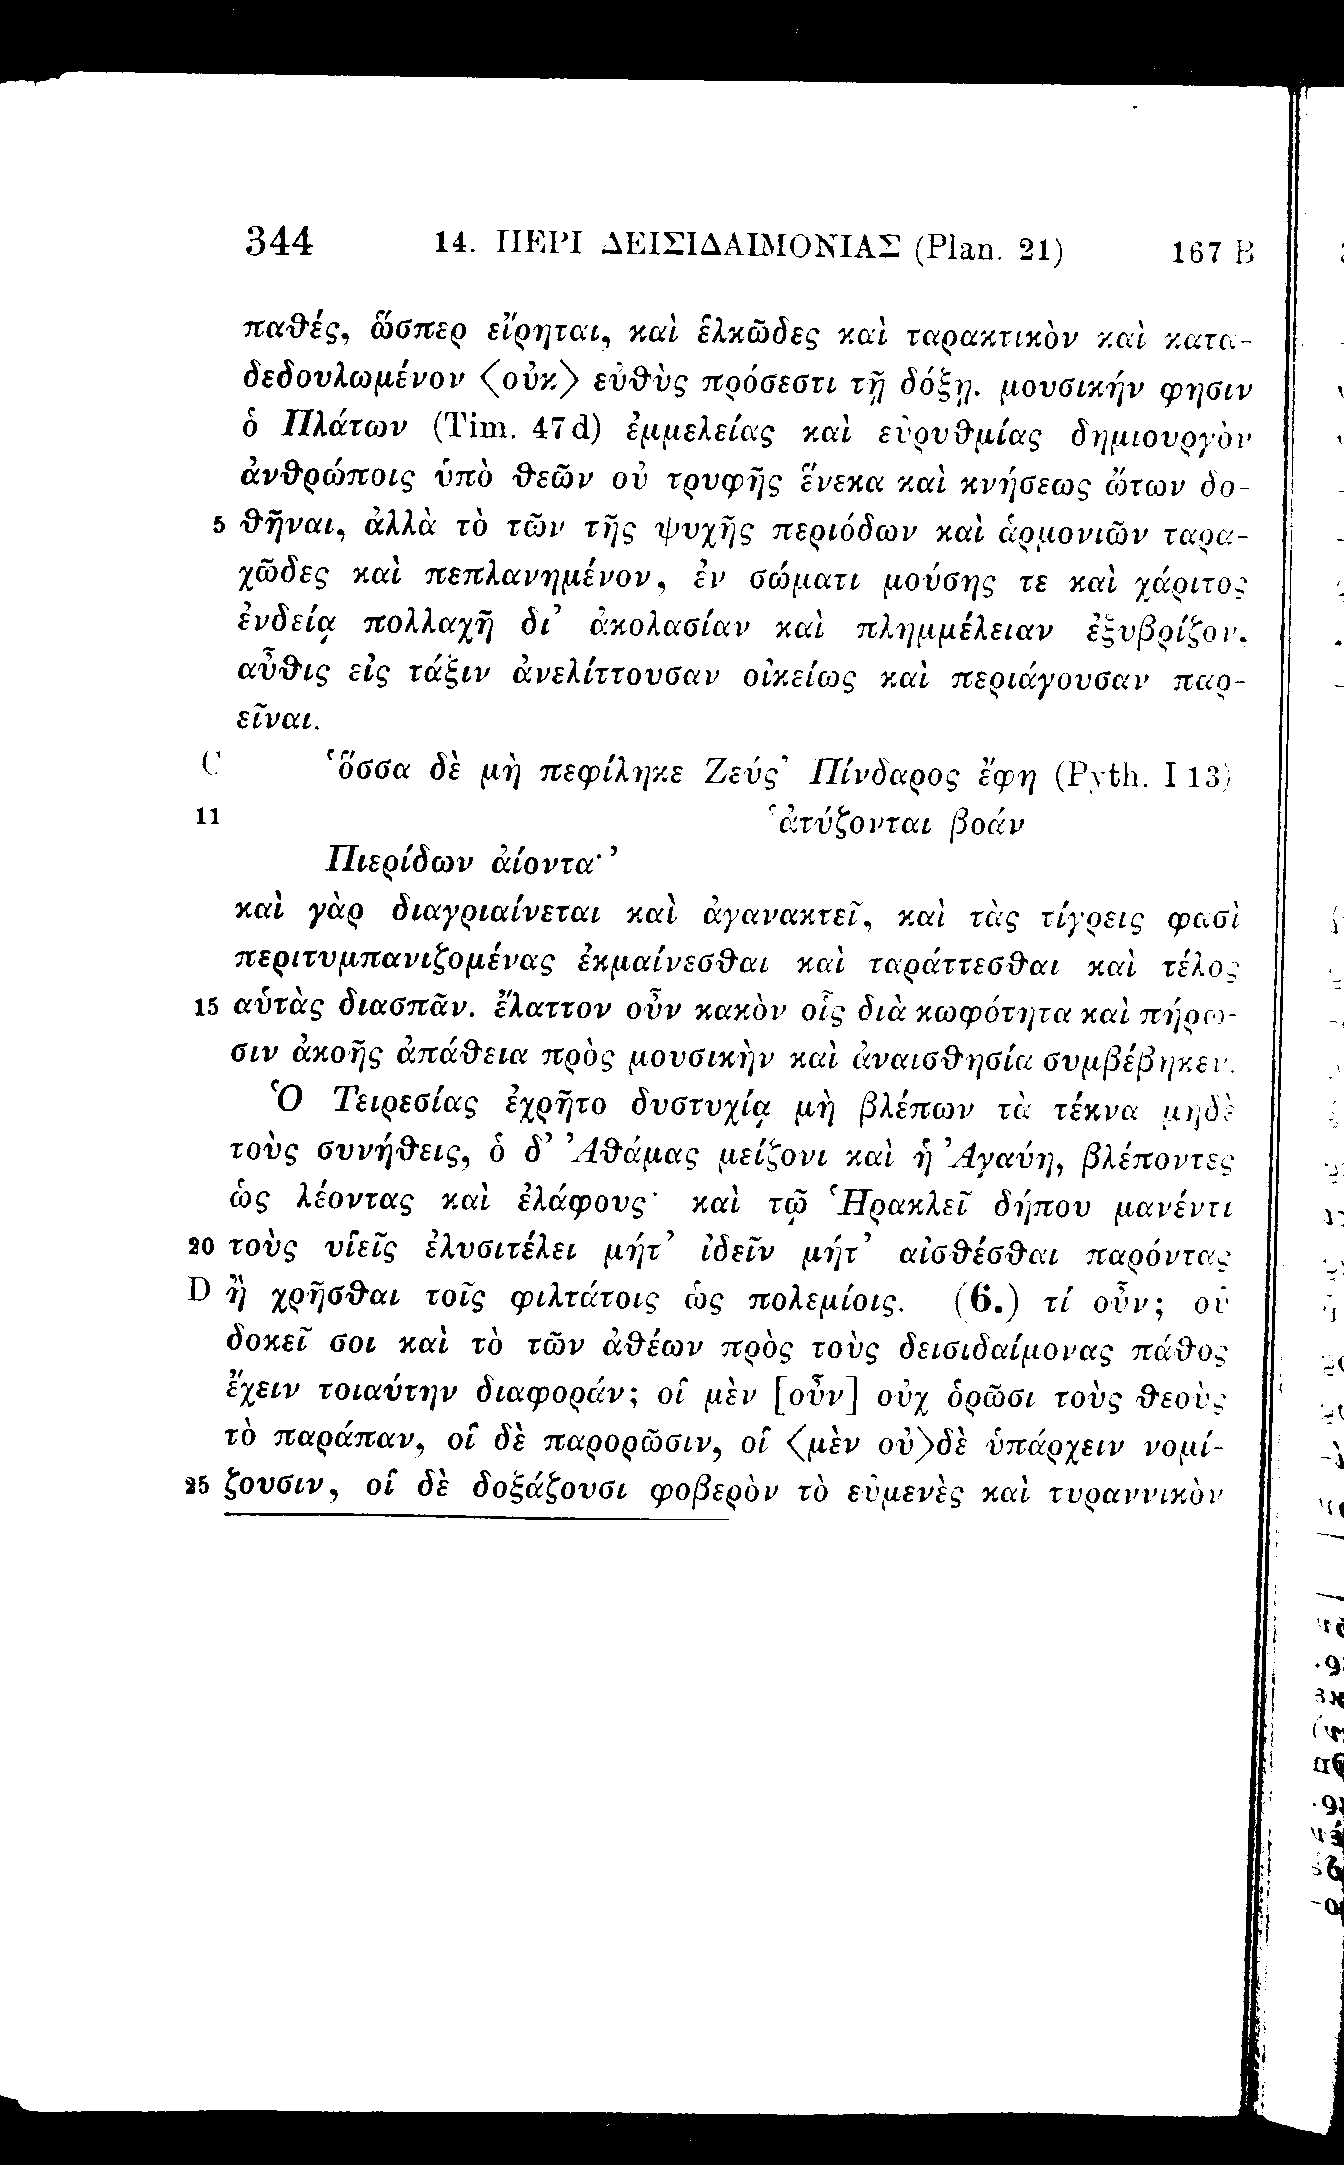 344 14. ΠΕΡΙ ΔΕΙΣΙΔΑΙΜΟΝΙΑΣ (Plan. 21) 167 B
παθές, ὥσπερ εἴρηται, καὶ ἑλκῶδες καὶ ταρακτικὸν καὶ κατα-
δεδουλωμένον ⟨οὐκ⟩ εὐθὺς πρόσεστι τῇ δόξῃ. μουσικήν φησιν
ὁ Πλάτων (Tim. 47 d) ἐμμελείας καὶ εὐρυθμίας δημιουργὸν
ἀνθρώποις ὑπὸ θεῶν οὐ τρυφῆς ἕνεκα καὶ κνήσεως ὤτων δο-
5 θῆναι, ἀλλὰ τὸ τῶν τῆς ψυχῆς περιόδων καὶ ἁρμονιῶν ταρα-
χῶδες καὶ πεπλανημένον, ἐν σώματι μούσης τε καὶ χάριτος
ἐνδείᾳ πολλαχῇ δι’ ἀκολασίαν καὶ πλημμέλειαν ἐξυβρίζον,
αὖθις εἰς τάξιν ἀνελίττουσαν οἰκείως καὶ περιάγουσαν παρ-
εῖναι.
C ‘ὅσσα δὲ μὴ πεφίληκε Ζεύς’ Πίνδαρος ἔφη (Pyth. I 13)
11 ‘ἀτύζονται βοάν
Πιερίδων ἀίοντα·’
καὶ γὰρ διαγριαίνεται καὶ ἀγανακτεῖ, καὶ τὰς τίγρεις φασὶ
περιτυμπανιζομένας ἐκμαίνεσθαι καὶ ταράττεσθαι καὶ τέλος
15 αὑτὰς διασπᾶν. ἔλαττον οὖν κακὸν οἷς διὰ κωφότητα καὶ πήρω-
σιν ἀκοῆς ἀπάθεια πρὸς μουσικὴν καὶ ἀναισθησία συμβέβηκεν.
Ὁ Τειρεσίας ἐχρῆτο δυστυχίᾳ μὴ βλέπων τὰ τέκνα μηδὲ
τοὺς συνήθεις, ὁ δ’ Ἀθάμας μείζονι καὶ ἡ Ἀγαύη, βλέποντες
ὡς λέοντας καὶ ἐλάφους· καὶ τῷ Ἡρακλεῖ δήπου μανέντι
20 τοὺς υἱεῖς ἐλυσιτέλει μήτ’ ἰδεῖν μήτ’ αἰσθέσθαι παρόντας
D ἢ χρῆσθαι τοῖς φιλτάτοις ὡς πολεμίοις. (6.) τί οὖν; οὐ
δοκεῖ σοι καὶ τὸ τῶν ἀθέων πρὸς τοὺς δεισιδαίμονας πάθος
ἔχειν τοιαύτην διαφοράν; οἱ μὲν [οὖν] οὐχ ὁρῶσι τοὺς θεοὺς
τὸ παράπαν, οἱ δὲ παρορῶσιν, οἱ ⟨μὲν οὐ⟩δὲ ὑπάρχειν νομί-
25 ζουσιν, οἱ δὲ δοξάζουσι φοβερὸν τὸ εὐμενὲς καὶ τυραννικὸν